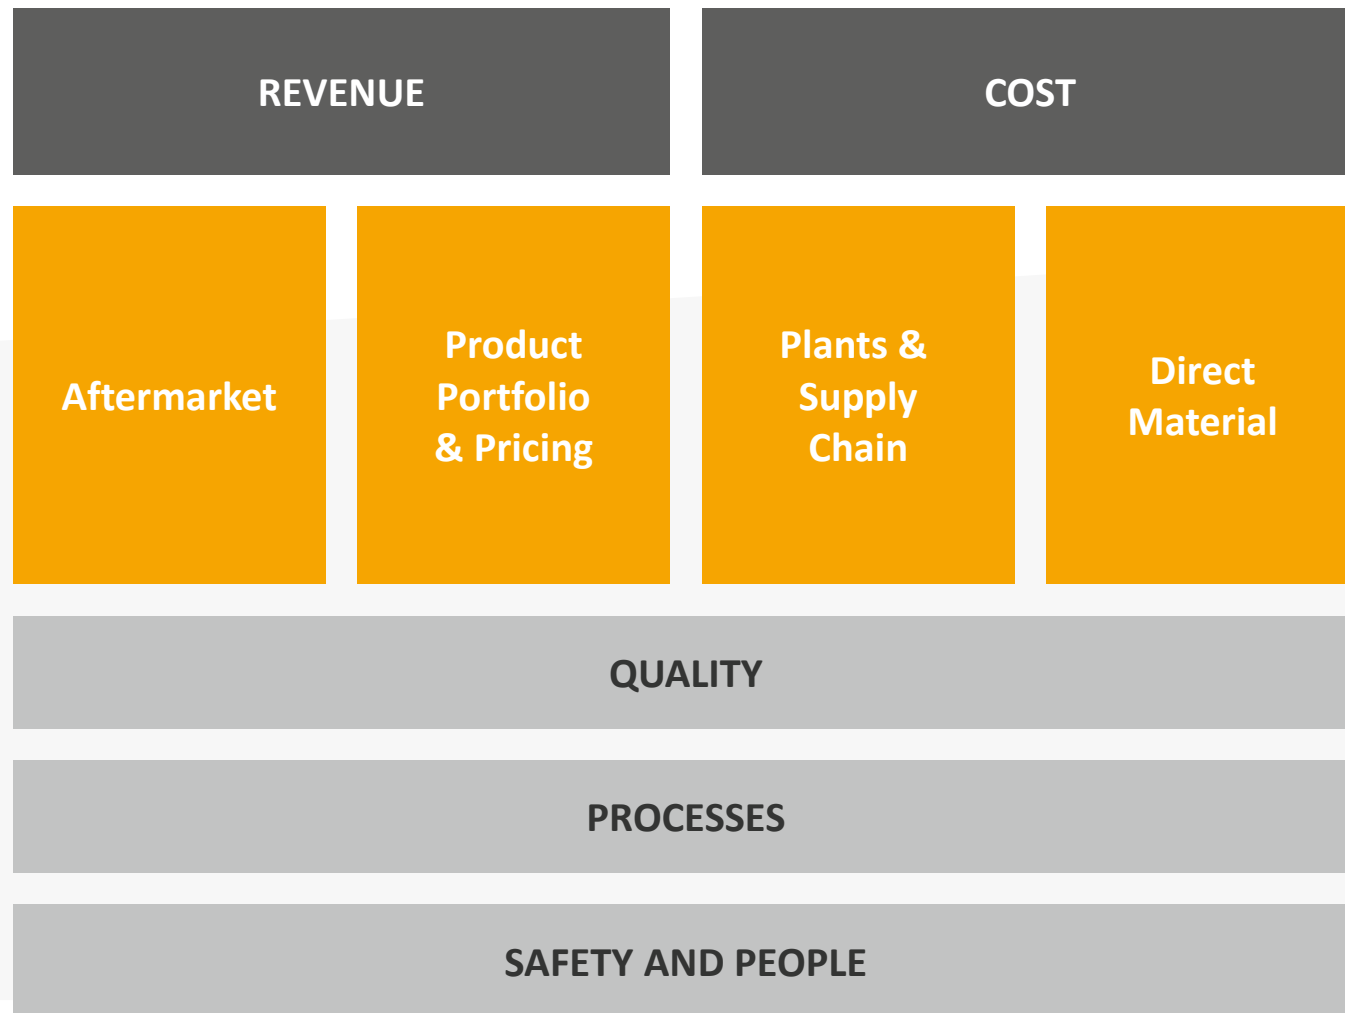 REVENUE
COST
Aftermarket
Product
Portfolio
& Pricing
Plants &
Supply
Chain
Direct
Material
QUALITY
PROCESSES
SAFETY AND PEOPLE